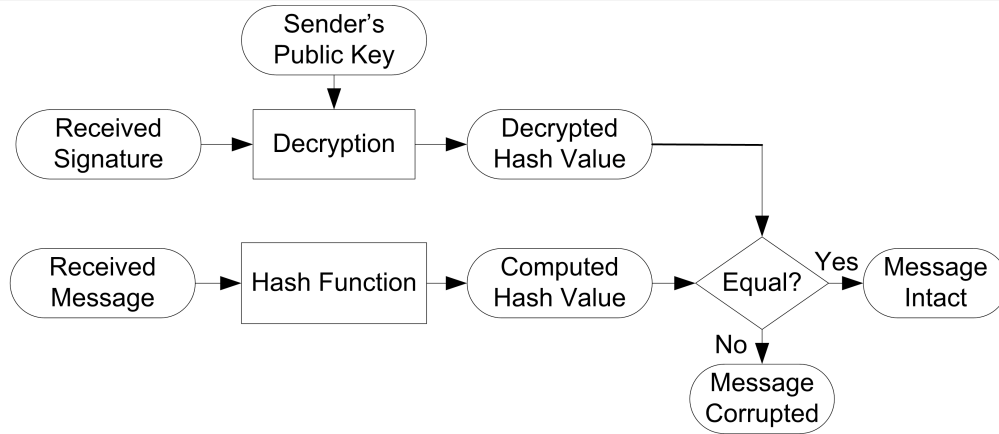 Sender's
Public Key
Received
Signature
Decryption
Decrypted
Hash Value
Received
Message
Hash Function
Computed
Hash Value
Equal?
Yes
Message
Intact
No
Message
Corrupted